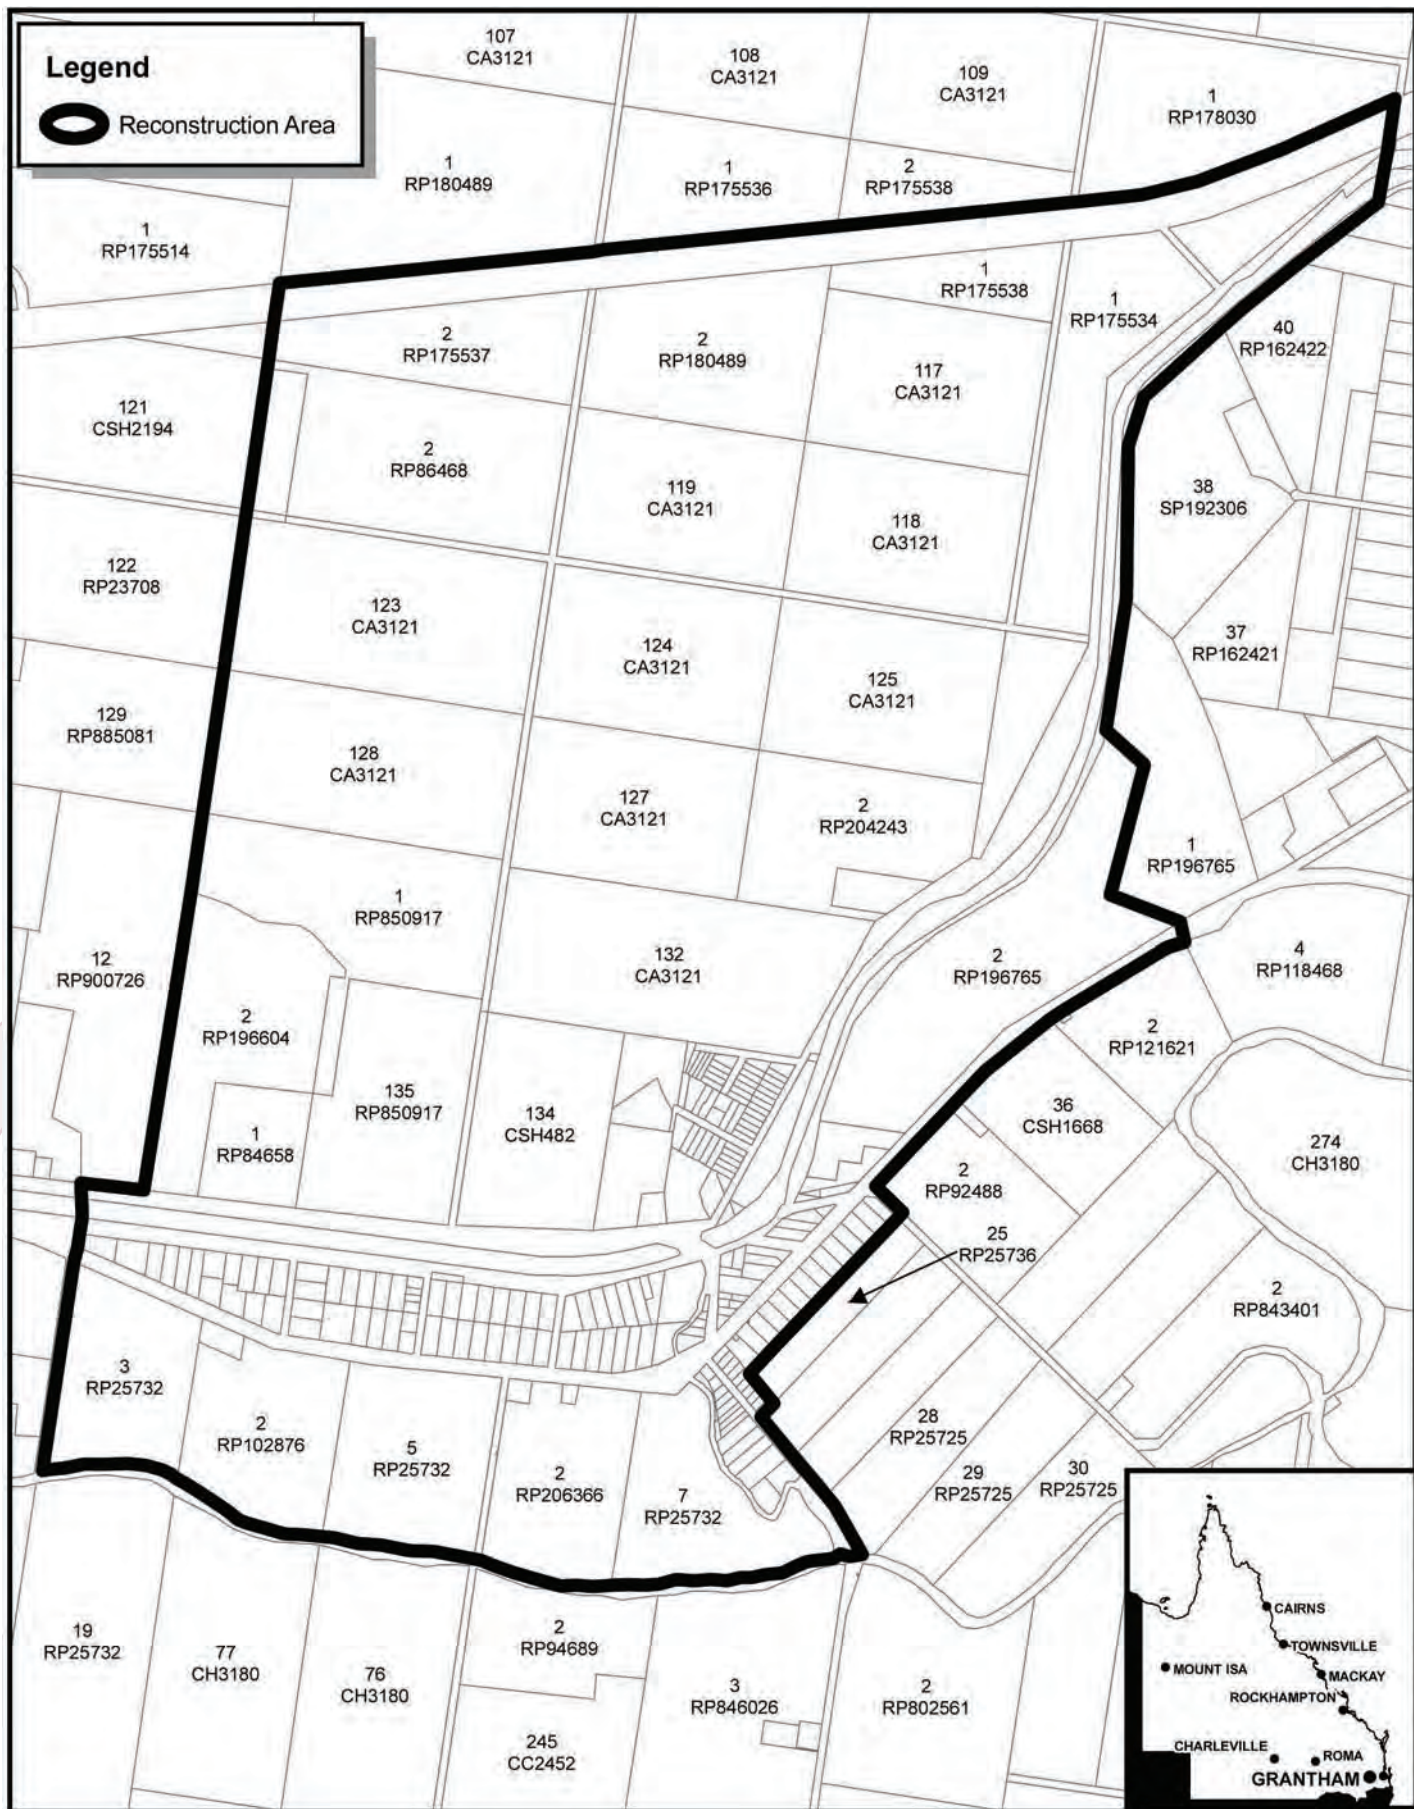 Legend
Reconstruction Area
107
CA3121
108
CA3121
109
CA3121
1
RP178030
1
RP180489
1
RP175536
2
RP175538
1
RP175514
1
RP175538
1
RP175534
2
RP175537
2
RP180489
40
RP162422
117
CA3121
121
CSH2194
2
RP86468
119
CA3121
38
SP192306
118
CA3121
122
RP23708
123
CA3121
124
CA3121
37
RP162421
125
CA3121
129
RP885081
128
CA3121
127
CA3121
2
RP204243
1
RP196765
1
RP850917
12
RP900726
132
CA3121
2
RP196765
4
RP118468
2
RP196604
2
RP121621
135
RP850917
134
CSH482
36
CSH1668
1
RP84658
274
CH3180
2
RP92488
25
RP25736
2
RP843401
3
RP25732
2
RP102876
5
RP25732
28
RP25725
2
RP206366
7
RP25732
29
RP25725
30
RP25725
19
RP25732
77
CH3180
76
CH3180
2
RP94689
3
RP846026
2
RP802561
245
CC2452
CAIRNS
TOWNSVILLE
MOUNT ISA
MACKAY
ROCKHAMPTON
CHARLEVILLE
ROMA
GRANTHAM